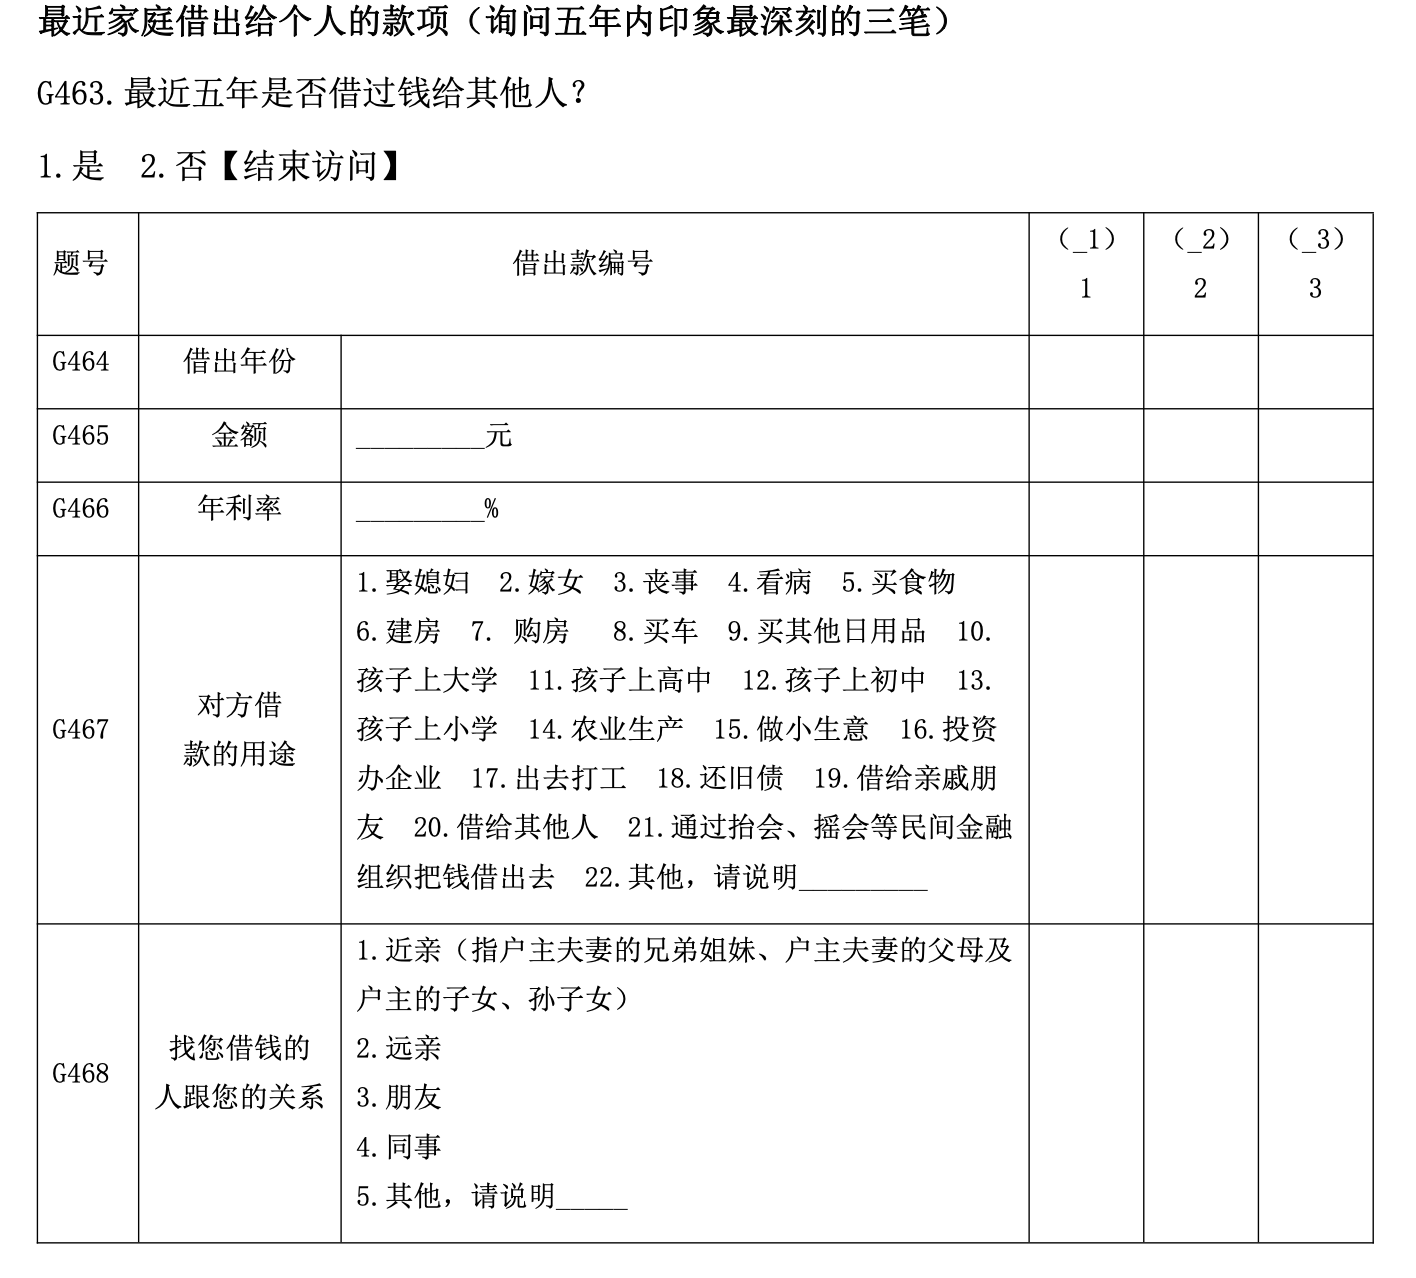 最近家庭借出给个人的款项（询问五年内印象最深刻的三笔）
G463.最近五年是否借过钱给其他人？
1.是　2.否【结束访问】
题号　借出款编号　（_1）　（_2）　（_3）
1　2　3
G464　借出年份
G465　金额　_________元
G466　年利率　_________%
G467　对方借
款的用途
1.娶媳妇　2.嫁女　3.丧事　4.看病　5.买食物
6.建房　7. 购房　 8.买车　9.买其他日用品　10.
孩子上大学　11.孩子上高中　12.孩子上初中　13.
孩子上小学　14.农业生产　15.做小生意　16.投资
办企业　17.出去打工　18.还旧债　19.借给亲戚朋
友　20.借给其他人　21.通过抬会、摇会等民间金融
组织把钱借出去　22.其他，请说明_________
G468　找您借钱的
人跟您的关系
1.近亲（指户主夫妻的兄弟姐妹、户主夫妻的父母及
户主的子女、孙子女）
2.远亲
3.朋友
4.同事
5.其他，请说明_____